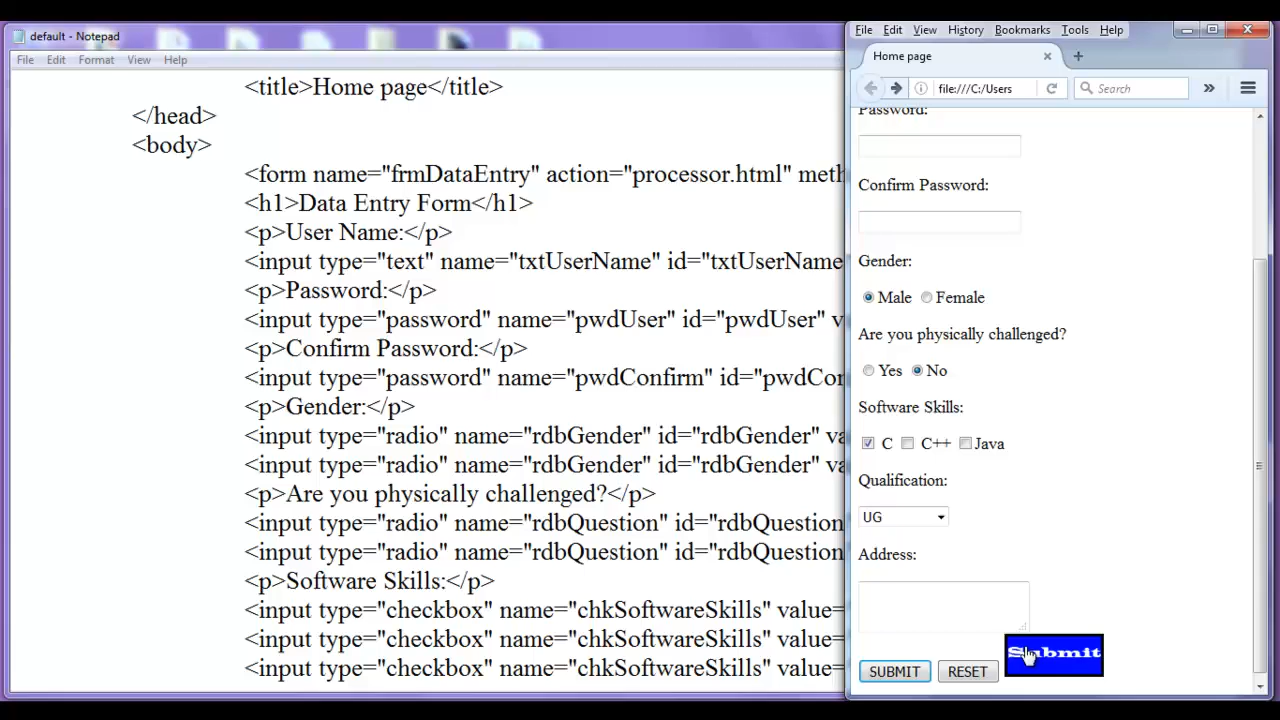 default - Notepad
File Edit Format View Help
<title>Home page</title>
</head>
<body>
<form name="frmDataEntry" action="processor.html" meth
<h1>Data Entry Form</h1>
<p>User Name:</p>
<input type="text" name="txtUserName" id="txtUserName
<p>Password:</p>
<input type="password" name="pwdUser" id="pwdUser" v
<p>Confirm Password:</p>
<input type="password" name="pwdConfirm" id="pwdCon
<p>Gender:</p>
<input type="radio" name="rdbGender" id="rdbGender" va
<input type="radio" name="rdbGender" id="rdbGender" va
<p>Are you physically challenged?</p>
<input type="radio" name="rdbQuestion" id="rdbQuestion"
<input type="radio" name="rdbQuestion" id="rdbQuestion"
<p>Software Skills:</p>
<input type="checkbox" name="chkSoftwareSkills" value=
<input type="checkbox" name="chkSoftwareSkills" value=
<input type="checkbox" name="chkSoftwareSkills" value=
File Edit View History Bookmarks Tools Help
Home page
file:///C:/Users
Search
Password:
Confirm Password:
Gender:
Male Female
Are you physically challenged?
Yes No
Software Skills:
C C++ Java
Qualification:
UG
Address:
SUBMIT RESET Submit